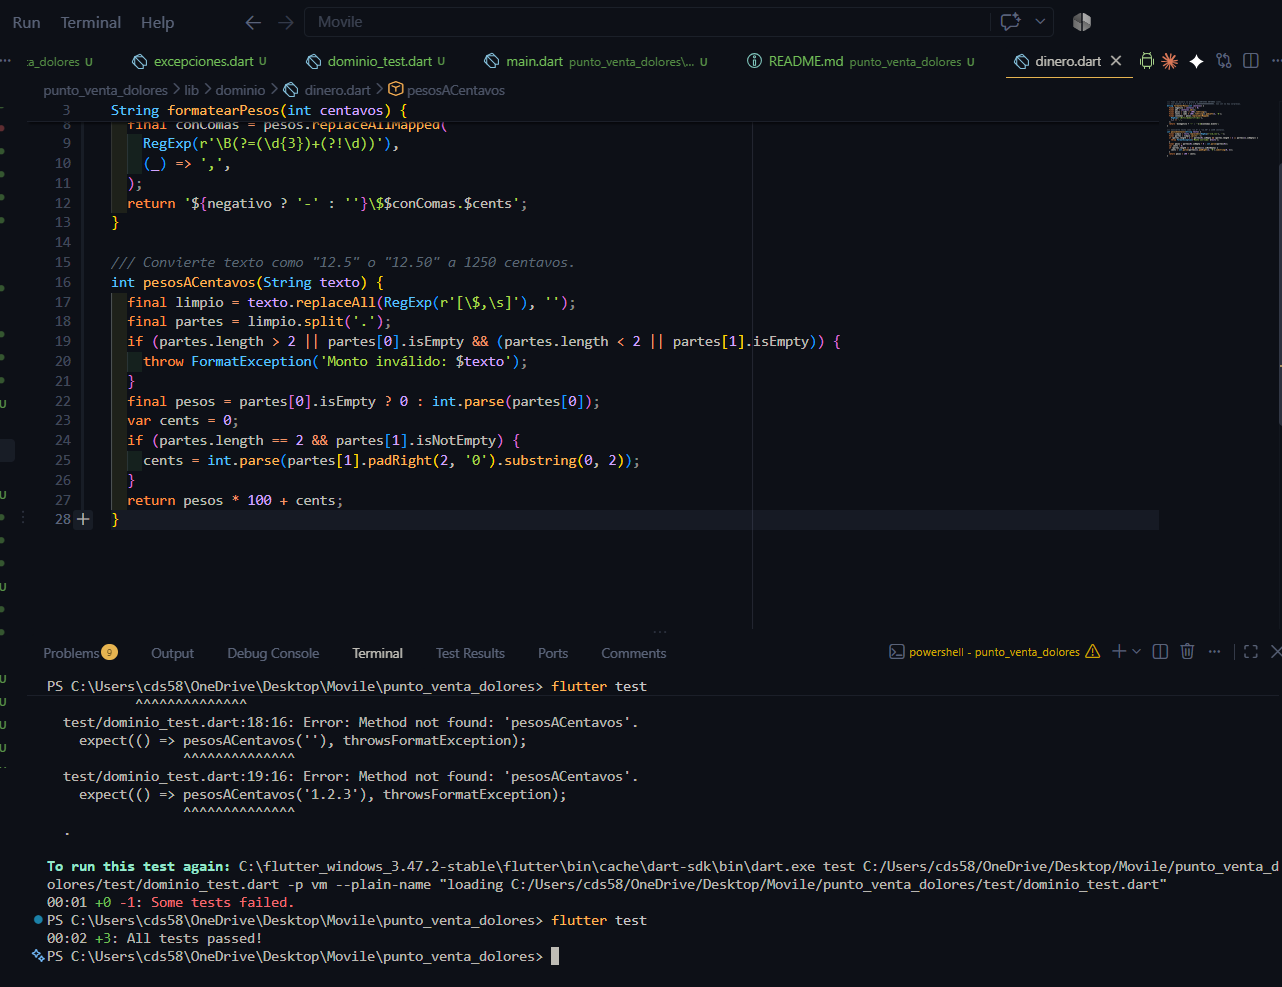 Run Terminal Help
Movile
ta_dolores U
excepciones.dart U
dominio_test.dart U
main.dart punto_venta_dolores\... U
README.md punto_venta_dolores U
dinero.dart
punto_venta_dolores > lib > dominio > dinero.dart > pesosACentavos
3 String formatearPesos(int centavos) {
8 final conComas = pesos.replaceAllMapped(
9 RegExp(r'\B(?=(\d{3})+(?!\d))'),
10 (_) => ',',
11 );
12 return '${negativo ? '-' : ''}\$$conComas.$cents';
13 }
14
15 /// Convierte texto como "12.5" o "12.50" a 1250 centavos.
16 int pesosACentavos(String texto) {
17 final limpio = texto.replaceAll(RegExp(r'[\$,\s]'), '');
18 final partes = limpio.split('.');
19 if (partes.length > 2 || partes[0].isEmpty && (partes.length < 2 || partes[1].isEmpty)) {
20 throw FormatException('Monto inválido: $texto');
21 }
22 final pesos = partes[0].isEmpty ? 0 : int.parse(partes[0]);
23 var cents = 0;
24 if (partes.length == 2 && partes[1].isNotEmpty) {
25 cents = int.parse(partes[1].padRight(2, '0').substring(0, 2));
26 }
27 return pesos * 100 + cents;
28 }
Problems 9 Output Debug Console Terminal Test Results Ports Comments
powershell - punto_venta_dolores
PS C:\Users\cds58\OneDrive\Desktop\Movile\punto_venta_dolores> flutter test
^^^^^^^^^^^^^^
test/dominio_test.dart:18:16: Error: Method not found: 'pesosACentavos'.
expect(() => pesosACentavos(''), throwsFormatException);
^^^^^^^^^^^^^^
test/dominio_test.dart:19:16: Error: Method not found: 'pesosACentavos'.
expect(() => pesosACentavos('1.2.3'), throwsFormatException);
^^^^^^^^^^^^^^
.
To run this test again: C:\flutter_windows_3.47.2-stable\flutter\bin\cache\dart-sdk\bin\dart.exe test C:/Users/cds58/OneDrive/Desktop/Movile/punto_venta_d
olores/test/dominio_test.dart -p vm --plain-name "loading C:/Users/cds58/OneDrive/Desktop/Movile/punto_venta_dolores/test/dominio_test.dart"
00:01 +0 -1: Some tests failed.
PS C:\Users\cds58\OneDrive\Desktop\Movile\punto_venta_dolores> flutter test
00:02 +3: All tests passed!
PS C:\Users\cds58\OneDrive\Desktop\Movile\punto_venta_dolores>